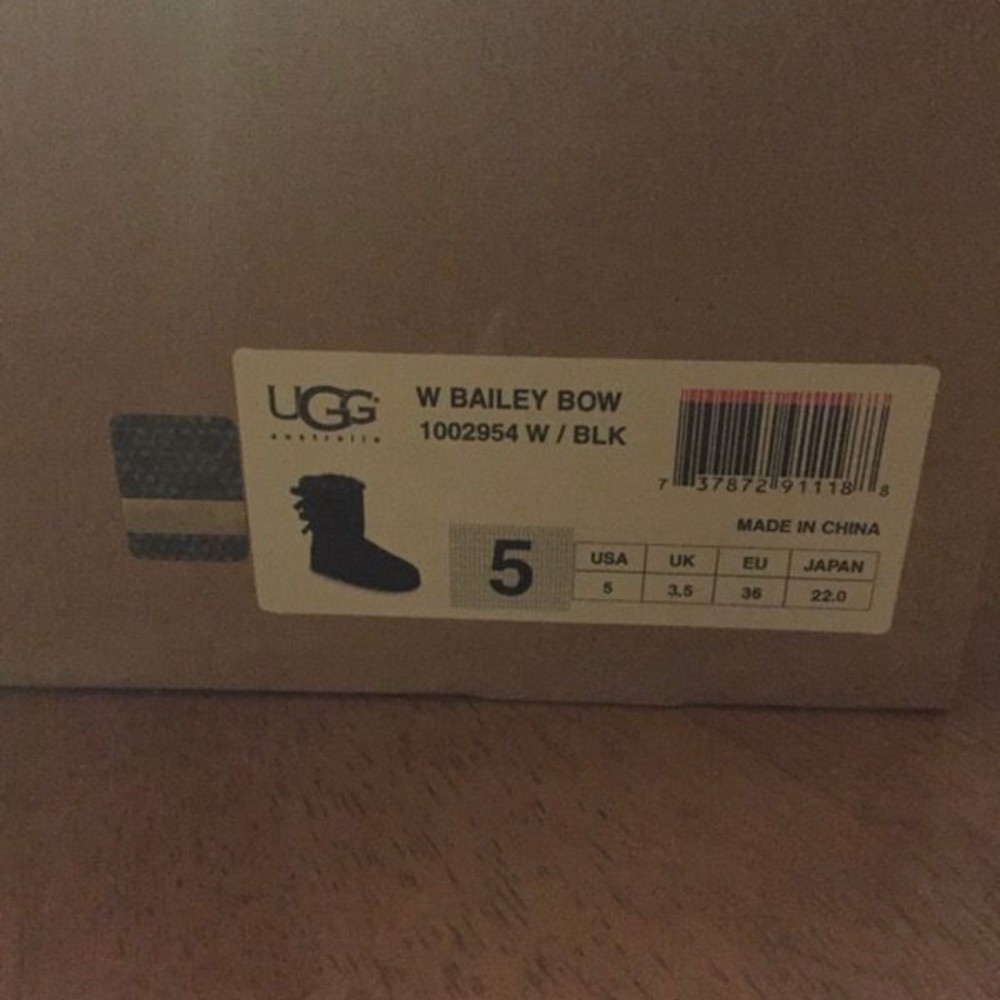 UGG
australia
W BAILEY BOW
1002954 W / BLK
7 37872 91118 8
MADE IN CHINA
5
USA UK EU JAPAN
5 3.5 36 22.0